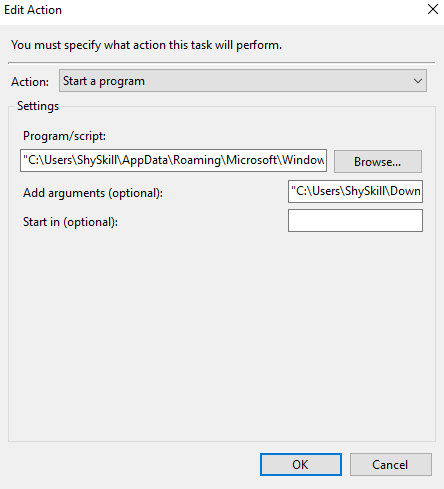 Edit Action
You must specify what action this task will perform.
Action: Start a program
Settings
Program/script:
"C:\Users\ShySkill\AppData\Roaming\Microsoft\Window Browse...
Add arguments (optional): "C:\Users\ShySkill\Down
Start in (optional):
OK Cancel